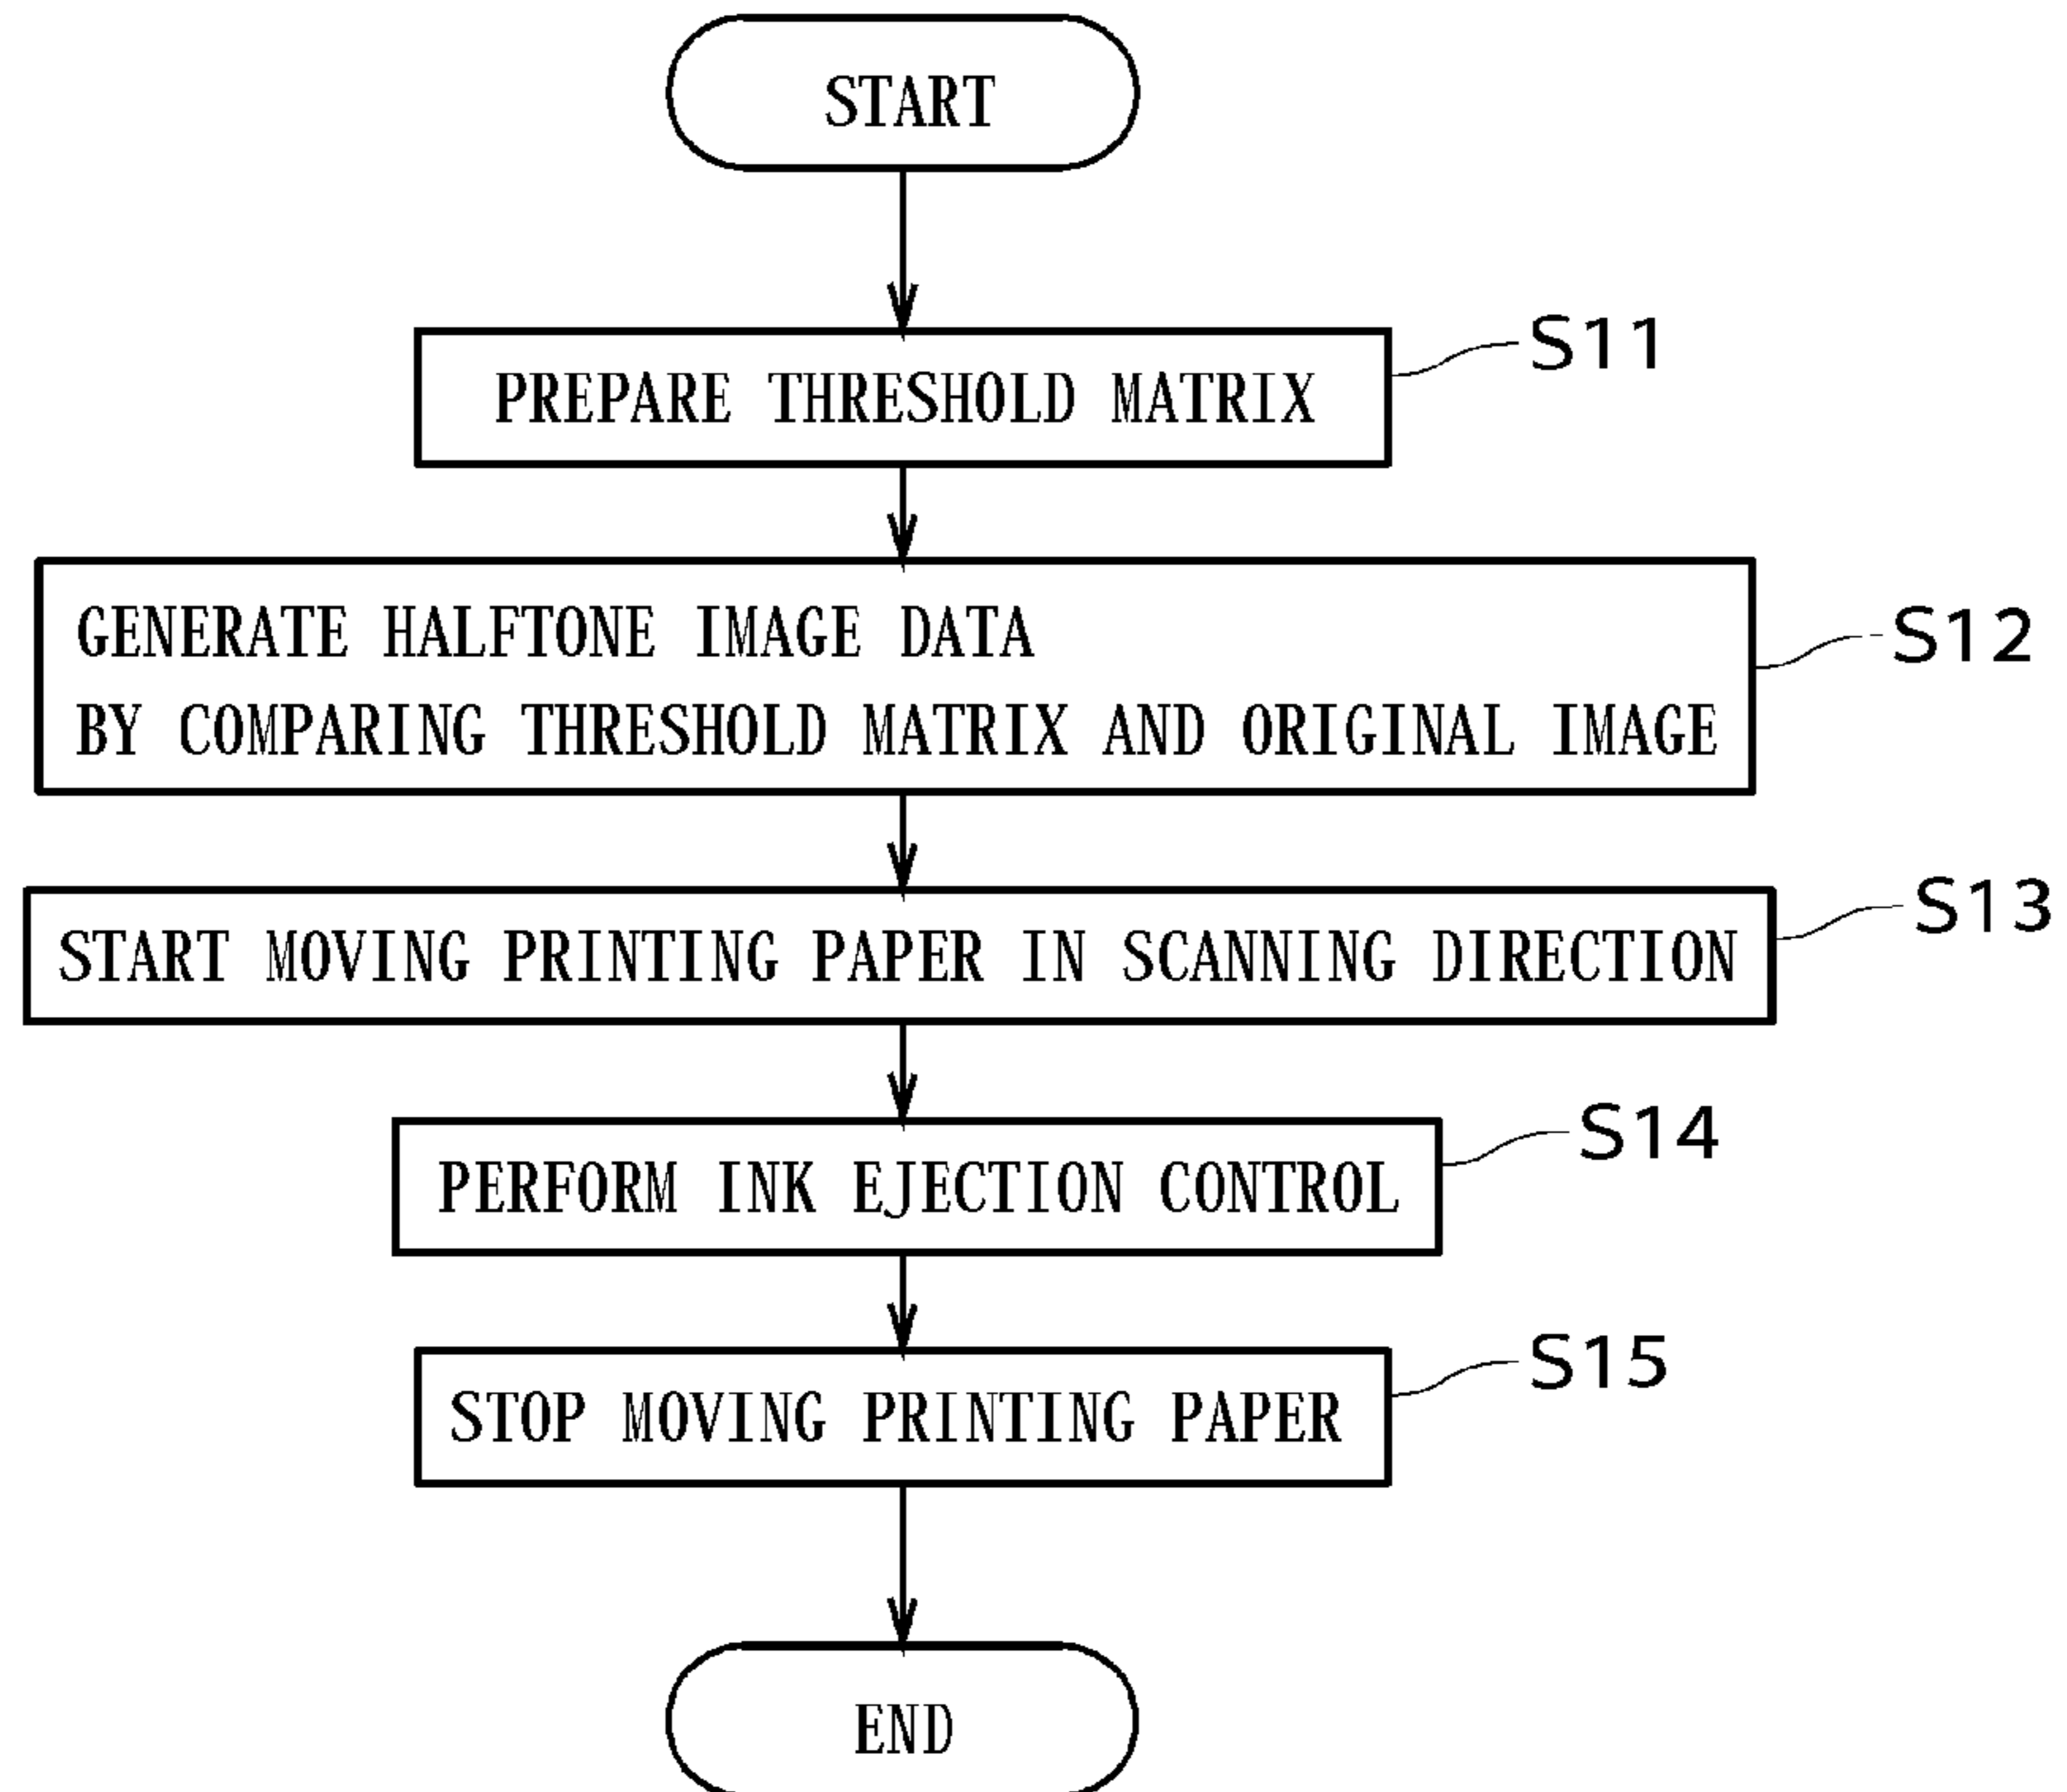 START
PREPARE THRESHOLD MATRIX
S11
GENERATE HALFTONE IMAGE DATA
BY COMPARING THRESHOLD MATRIX AND ORIGINAL IMAGE
S12
START MOVING PRINTING PAPER IN SCANNING DIRECTION
S13
PERFORM INK EJECTION CONTROL
S14
STOP MOVING PRINTING PAPER
S15
END